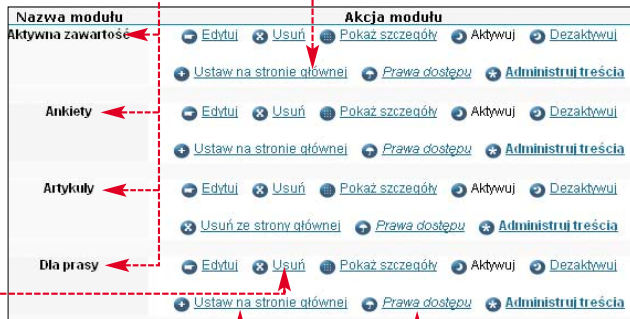 Nazwa modułu Akcja modułu
Aktywna zawartość Edytuj Usuń Pokaż szczegóły Aktywuj Dezaktywuj
Ustaw na stronie głównej Prawa dostępu Administruj treścia
Ankiety Edytuj Usuń Pokaż szczegóły Aktywuj Dezaktywuj
Ustaw na stronie głównej Prawa dostępu Administruj treścia
Artykuły Edytuj Usuń Pokaż szczegóły Aktywuj Dezaktywuj
Usuń ze strony głównej Prawa dostępu Administruj treścia
Dla prasy Edytuj Usuń Pokaż szczegóły Aktywuj Dezaktywuj
Ustaw na stronie głównej Prawa dostępu Administruj treścia